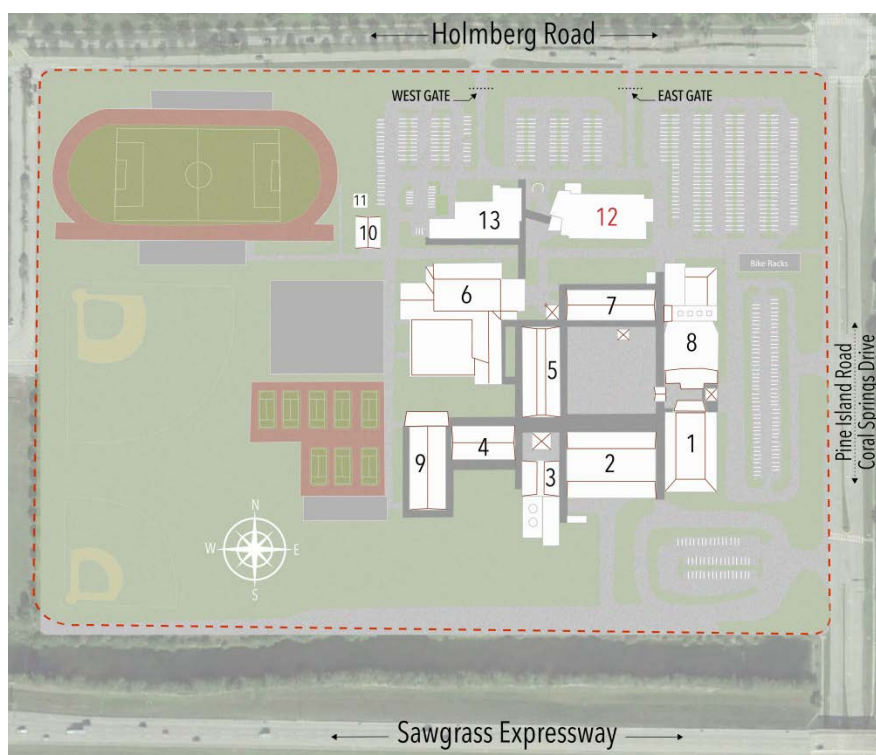 Holmberg Road
WEST GATE
EAST GATE
11
10
13
12
Bike Racks
6
7
5
8
Pine Island Road
Coral Springs Drive
9
4
3
2
1
N
W
E
S
Sawgrass Expressway